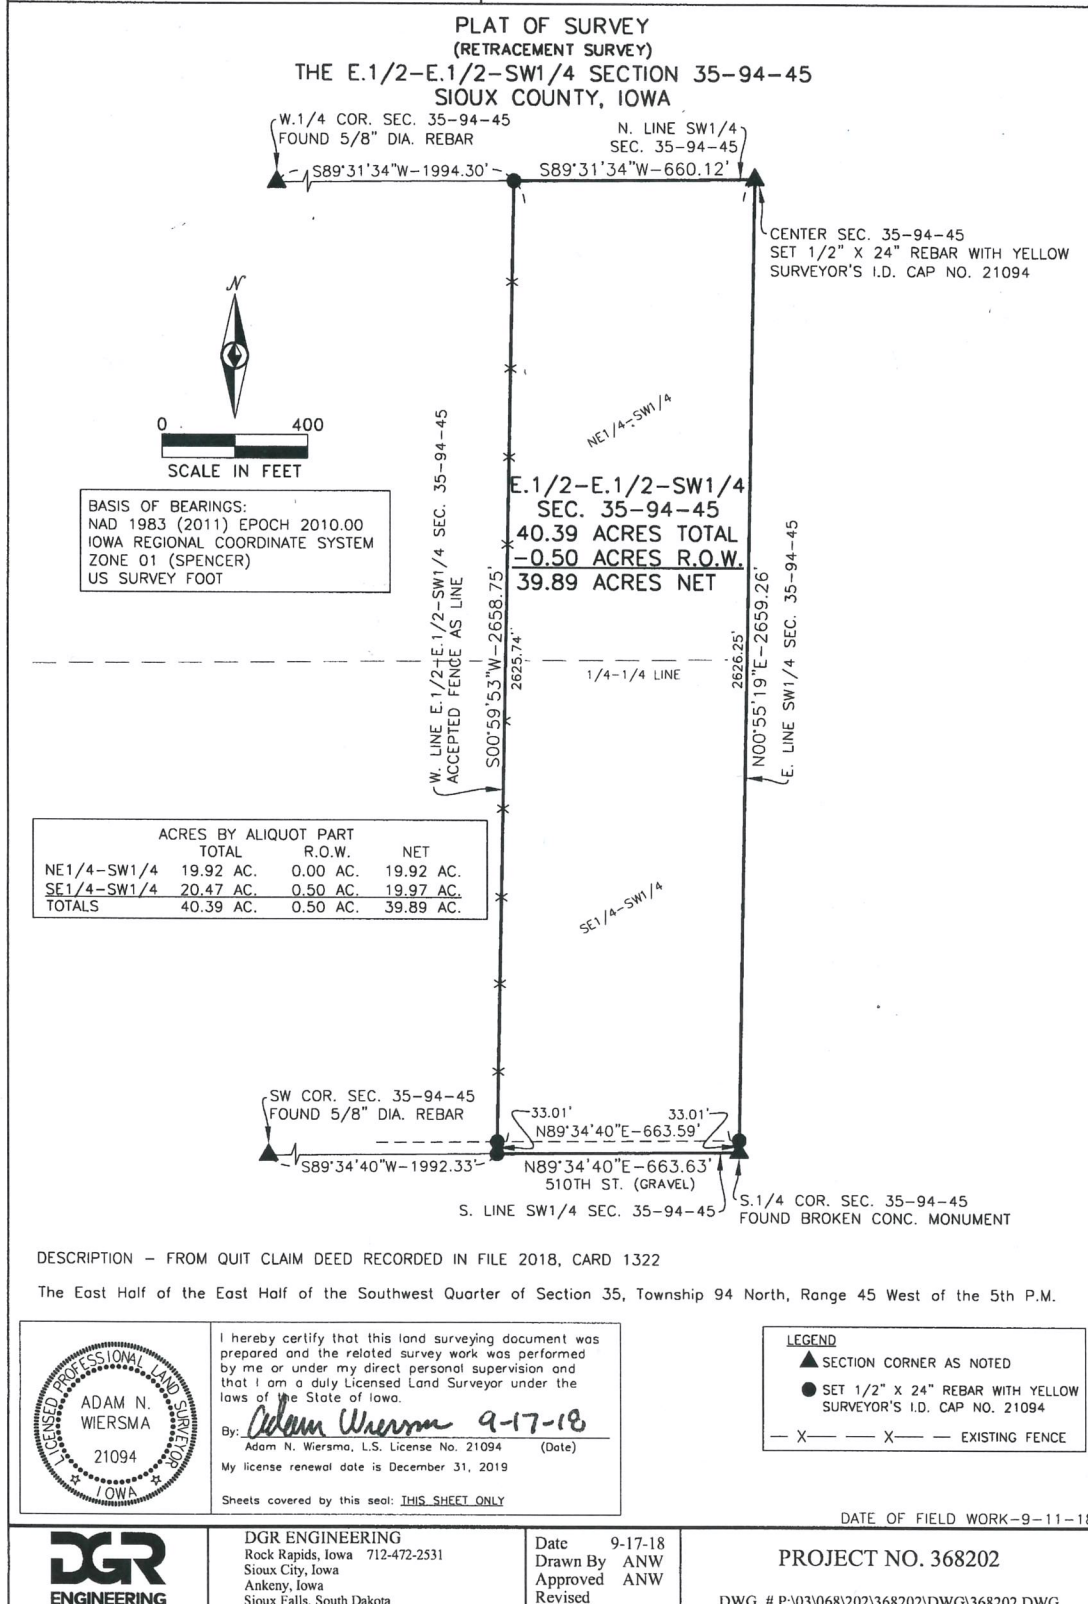 PLAT OF SURVEY
(RETRACEMENT SURVEY)
THE E.1/2-E.1/2-SW1/4 SECTION 35-94-45
SIOUX COUNTY, IOWA
W.1/4 COR. SEC. 35-94-45
FOUND 5/8" DIA. REBAR
N. LINE SW1/4
SEC. 35-94-45
S89°31'34"W-1994.30'
S89°31'34"W-660.12'
CENTER SEC. 35-94-45
SET 1/2" X 24" REBAR WITH YELLOW
SURVEYOR'S I.D. CAP NO. 21094
N
0 400
SCALE IN FEET
BASIS OF BEARINGS:
NAD 1983 (2011) EPOCH 2010.00
IOWA REGIONAL COORDINATE SYSTEM
ZONE 01 (SPENCER)
US SURVEY FOOT
NE1/4-SW1/4
E.1/2-E.1/2-SW1/4
SEC. 35-94-45
40.39 ACRES TOTAL
-0.50 ACRES R.O.W.
39.89 ACRES NET
W. LINE E.1/2-E.1/2-SW1/4 SEC. 35-94-45
ACCEPTED FENCE AS LINE
S00°59'53"W-2658.75'
2625.74'
1/4-1/4 LINE
2626.25'
N00°55'19"E-2659.26'
E. LINE SW1/4 SEC. 35-94-45
ACRES BY ALIQUOT PART
TOTAL R.O.W. NET
NE1/4-SW1/4 19.92 AC. 0.00 AC. 19.92 AC.
SE1/4-SW1/4 20.47 AC. 0.50 AC. 19.97 AC.
TOTALS 40.39 AC. 0.50 AC. 39.89 AC.
SE1/4-SW1/4
SW COR. SEC. 35-94-45
FOUND 5/8" DIA. REBAR
33.01' 33.01'
N89°34'40"E-663.59'
S89°34'40"W-1992.33'
N89°34'40"E-663.63'
510TH ST. (GRAVEL)
S. LINE SW1/4 SEC. 35-94-45
S.1/4 COR. SEC. 35-94-45
FOUND BROKEN CONC. MONUMENT
DESCRIPTION - FROM QUIT CLAIM DEED RECORDED IN FILE 2018, CARD 1322
The East Half of the East Half of the Southwest Quarter of Section 35, Township 94 North, Range 45 West of the 5th P.M.
LICENSED PROFESSIONAL LAND SURVEYOR
ADAM N.
WIERSMA
21094
IOWA
I hereby certify that this land surveying document was
prepared and the related survey work was performed
by me or under my direct personal supervision and
that I am a duly Licensed Land Surveyor under the
laws of the State of Iowa.
By: Adam Wiersma 9-17-18
Adam N. Wiersma, L.S. License No. 21094 (Date)
My license renewal date is December 31, 2019
Sheets covered by this seal: THIS SHEET ONLY
LEGEND
SECTION CORNER AS NOTED
SET 1/2" X 24" REBAR WITH YELLOW
SURVEYOR'S I.D. CAP NO. 21094
— X — — X — — EXISTING FENCE
DATE OF FIELD WORK-9-11-18
DGR
ENGINEERING
DGR ENGINEERING
Rock Rapids, Iowa 712-472-2531
Sioux City, Iowa
Ankeny, Iowa
Sioux Falls, South Dakota
Date 9-17-18
Drawn By ANW
Approved ANW
Revised
PROJECT NO. 368202
DWG. # P:\03\068\202\368202\DWG\368202.DWG